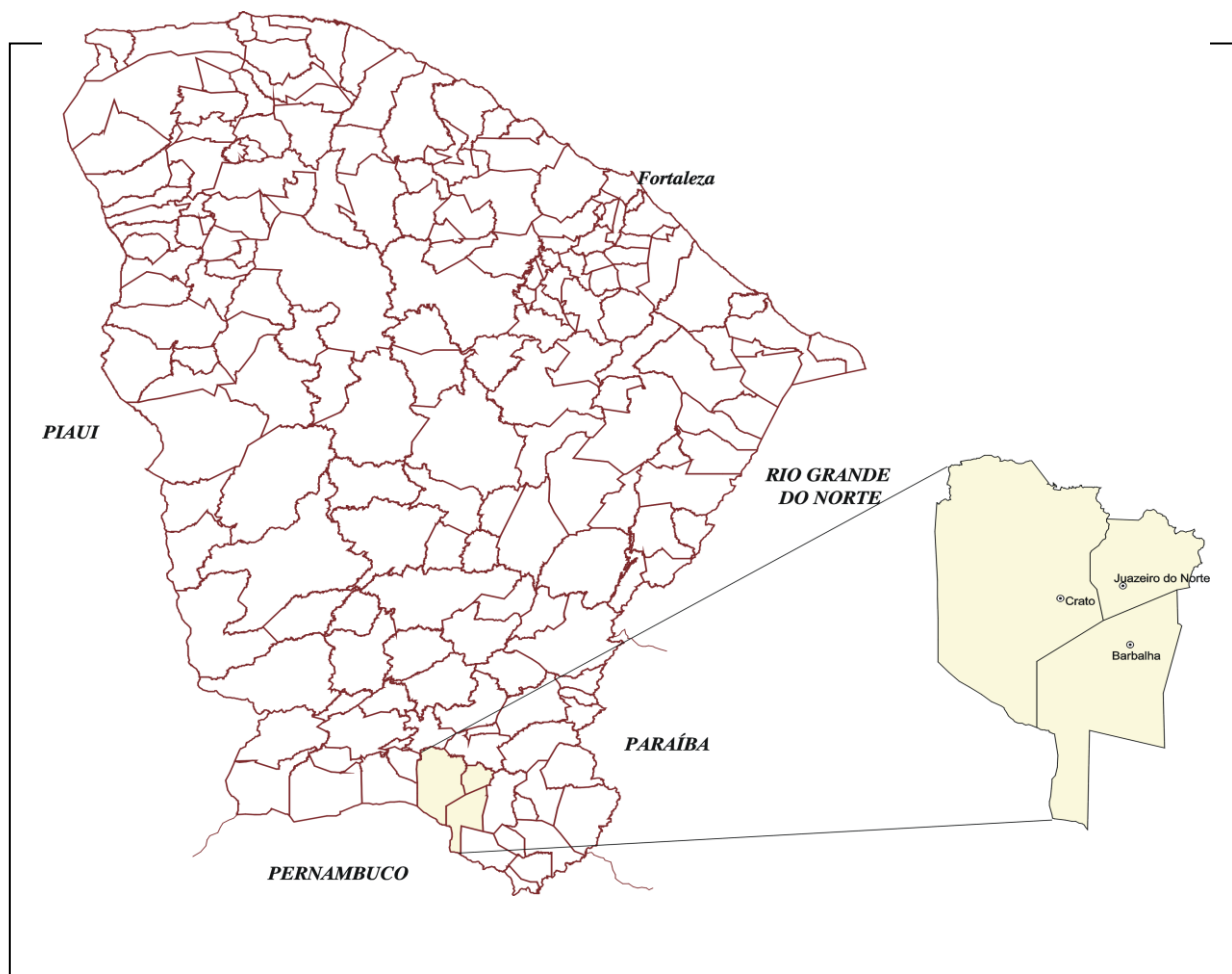 Fortaleza
PIAUI
RIO GRANDE
DO NORTE
Juazeiro do Norte
Crato
Barbalha
PARAÍBA
PERNAMBUCO